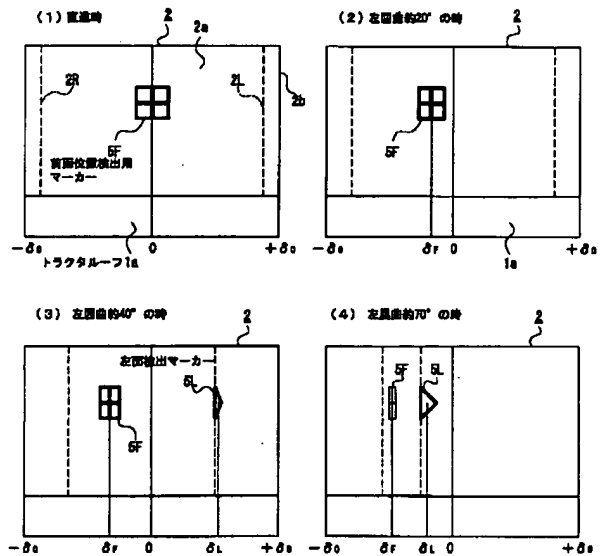 (1) 直進時
2
2a
2R
2L
2b
5F
前面位置検出用
マーカー
-δ0 0 +δ0
トラクタルーフ1a
(2) 左屈曲約20°の時
2
5F
-δ0 δF 0 +δ0
1a
(3) 左屈曲約40°の時
2
左面検出マーカー
5L
5F
-δ0 δF 0 δL +δ0
(4) 左屈曲約70°の時
2
5F 5L
-δ0 δF δL 0 +δ0